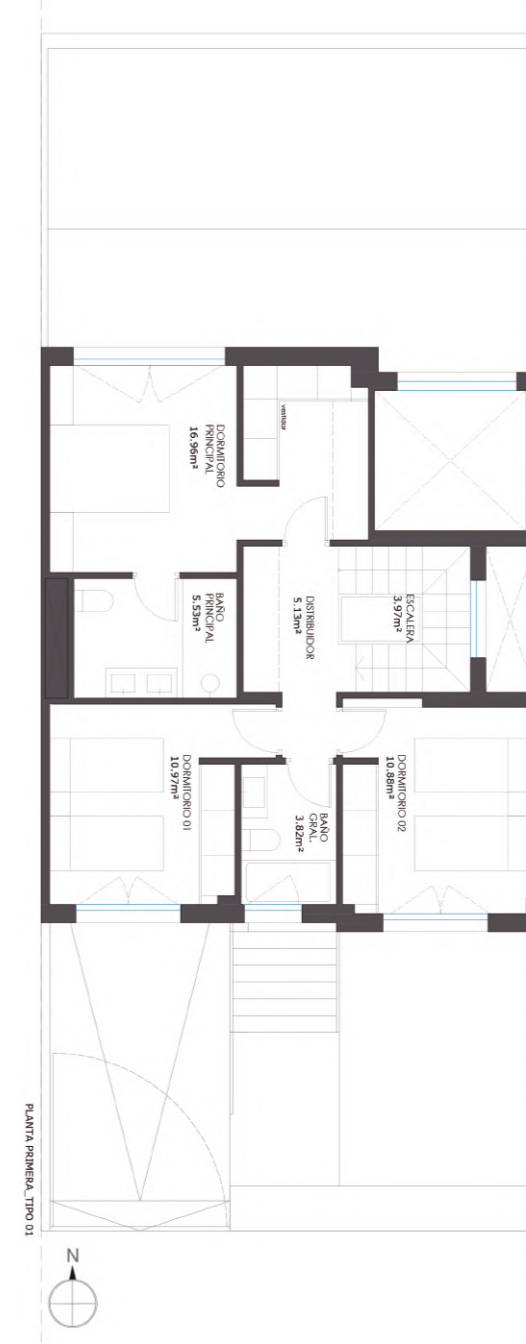 DORMITORIO
PRINCIPAL
16.96m²
vestidor
BAÑO
PRINCIPAL
5.53m²
DISTRIBUIDOR
5.13m²
ESCALERA
3.97m²
DORMITORIO 01
10.97m²
BAÑO
GRAL.
3.82m²
DORMITORIO 02
10.88m²
PLANTA PRIMERA_TIPO 01
N